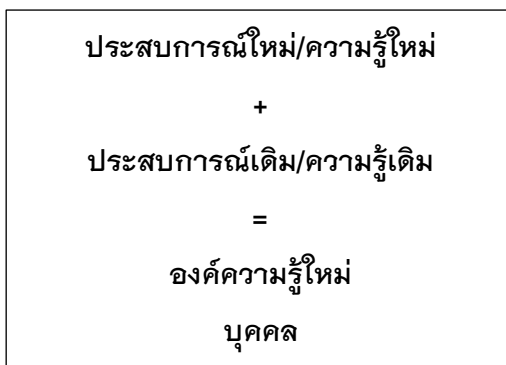 ประสบการณ์ใหม่/ความรู้ใหม่
+
ประสบการณ์เดิม/ความรู้เดิม
=
องค์ความรู้ใหม่
บุคคล